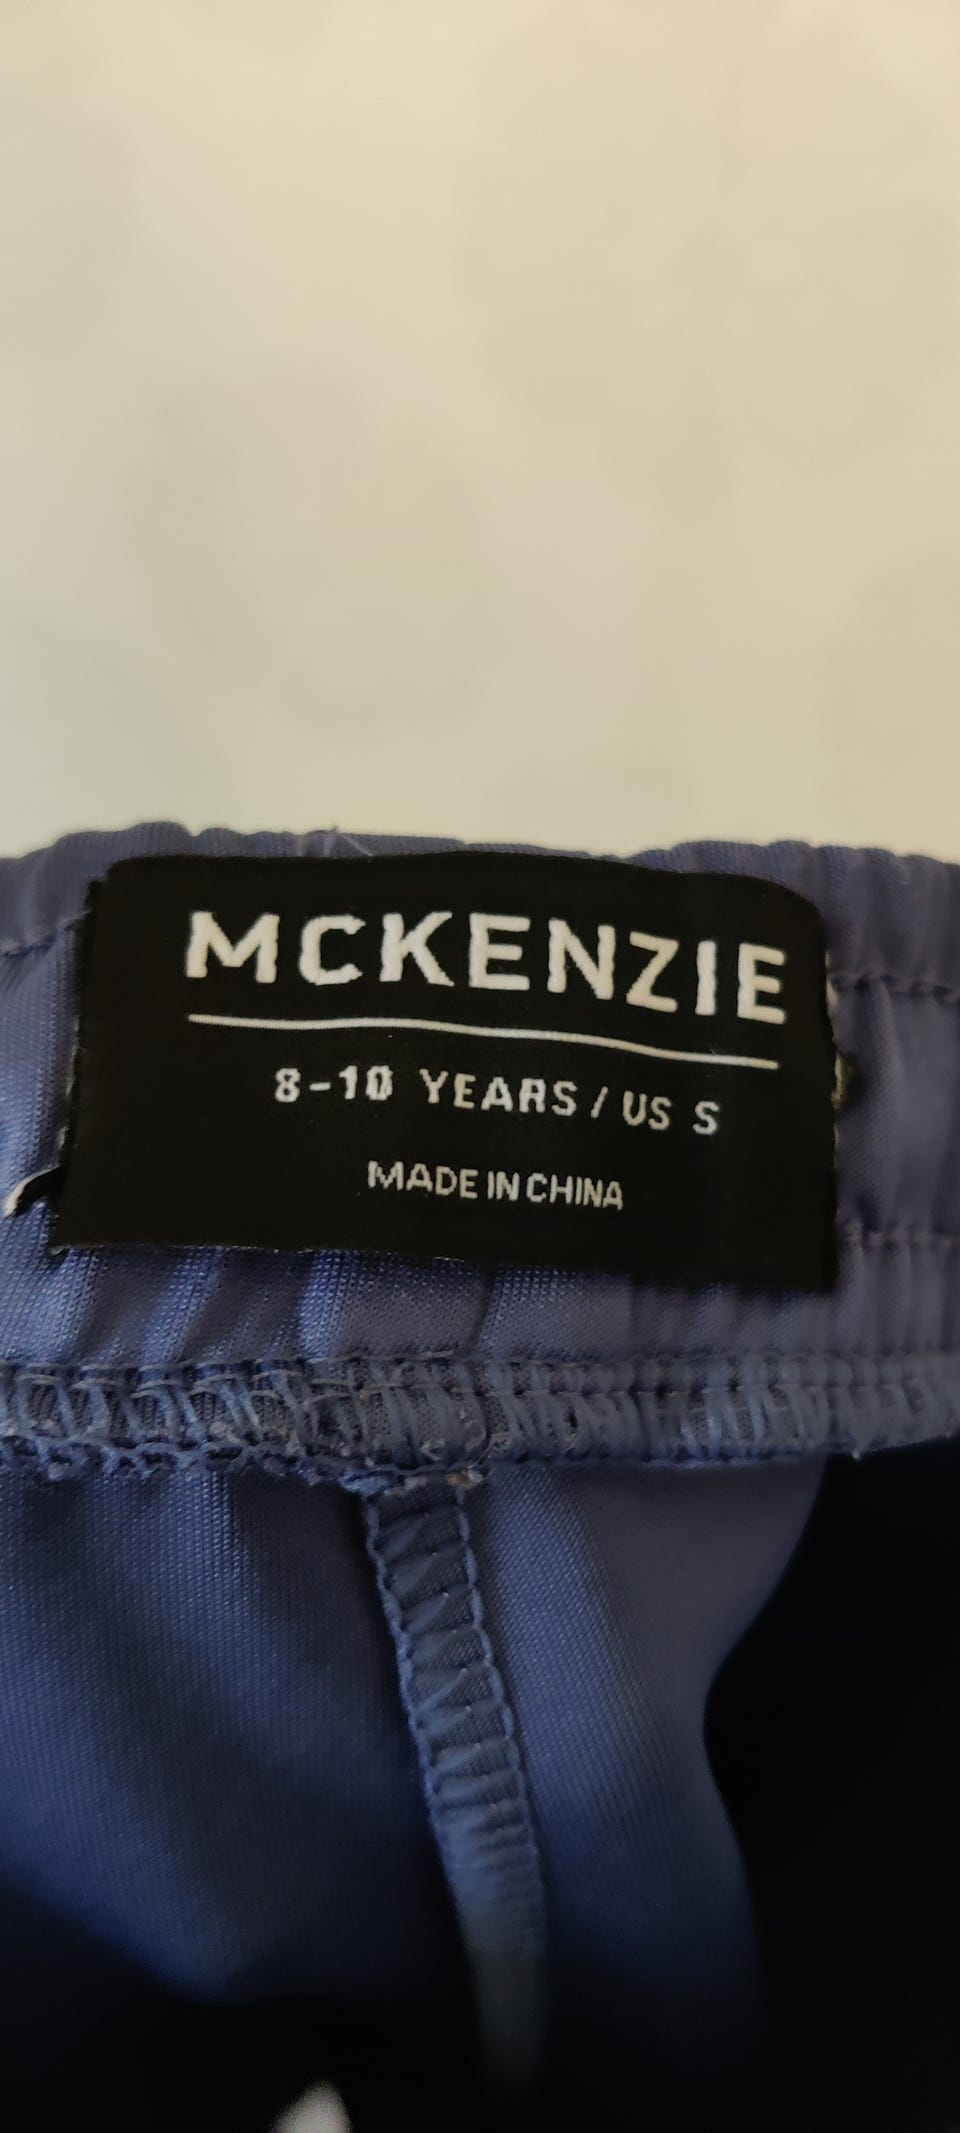 MCKENZIE
8-10 YEARS / US S
MADE IN CHINA